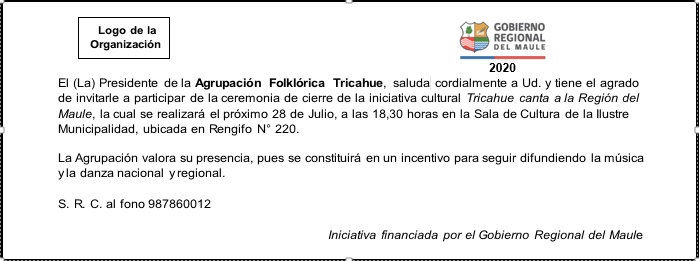 Logo de la
Organización
GOBIERNO
REGIONAL
DEL MAULE
2020
El (La) Presidente de la Agrupación Folklórica Tricahue, saluda cordialmente a Ud. y tiene el agrado
de invitarle a participar de la ceremonia de cierre de la iniciativa cultural Tricahue canta a la Región del
Maule, la cual se realizará el próximo 28 de Julio, a las 18,30 horas en la Sala de Cultura de la Ilustre
Municipalidad, ubicada en Rengifo N° 220.
La Agrupación valora su presencia, pues se constituirá en un incentivo para seguir difundiendo la música
y la danza nacional y regional.
S. R. C. al fono 987860012
Iniciativa financiada por el Gobierno Regional del Maule